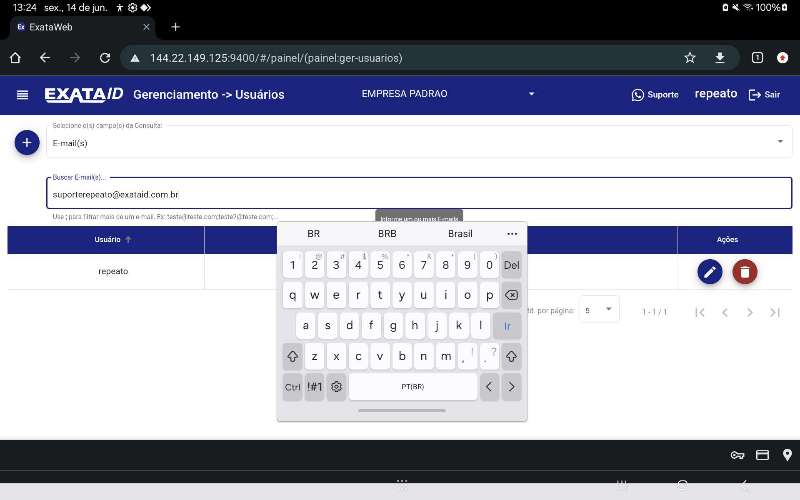 13:24 sex., 14 de jun. 100%
ExataWeb
144.22.149.125:9400/#/painel/(painel:ger-usuarios)
EXATAID Gerenciamento -> Usuários EMPRESA PADRAO Suporte repeato Sair
Selecione o(s) campo(s) da Consulta:
E-mail(s)
Buscar E-mail(s)...
suporterepeato@exataid.com.br
Use ; para filtrar mais de um e-mail. Ex: teste@teste.com;teste2@teste.com;...
Informe um ou mais E-mails
Usuário Ações
repeato
td. por página: 5 1 - 1 / 1
BR BRB Brasil ...
1 2 3 4 5 6 7 8 9 0 Del
q w e r t y u i o p
a s d f g h j k l Ir
z x c v b n m , ! . ?
Ctrl !#1 PT(BR) < >